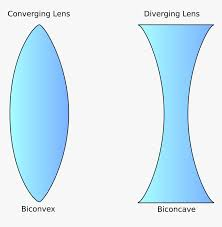 Converging Lens
Diverging Lens
Biconvex
Biconcave